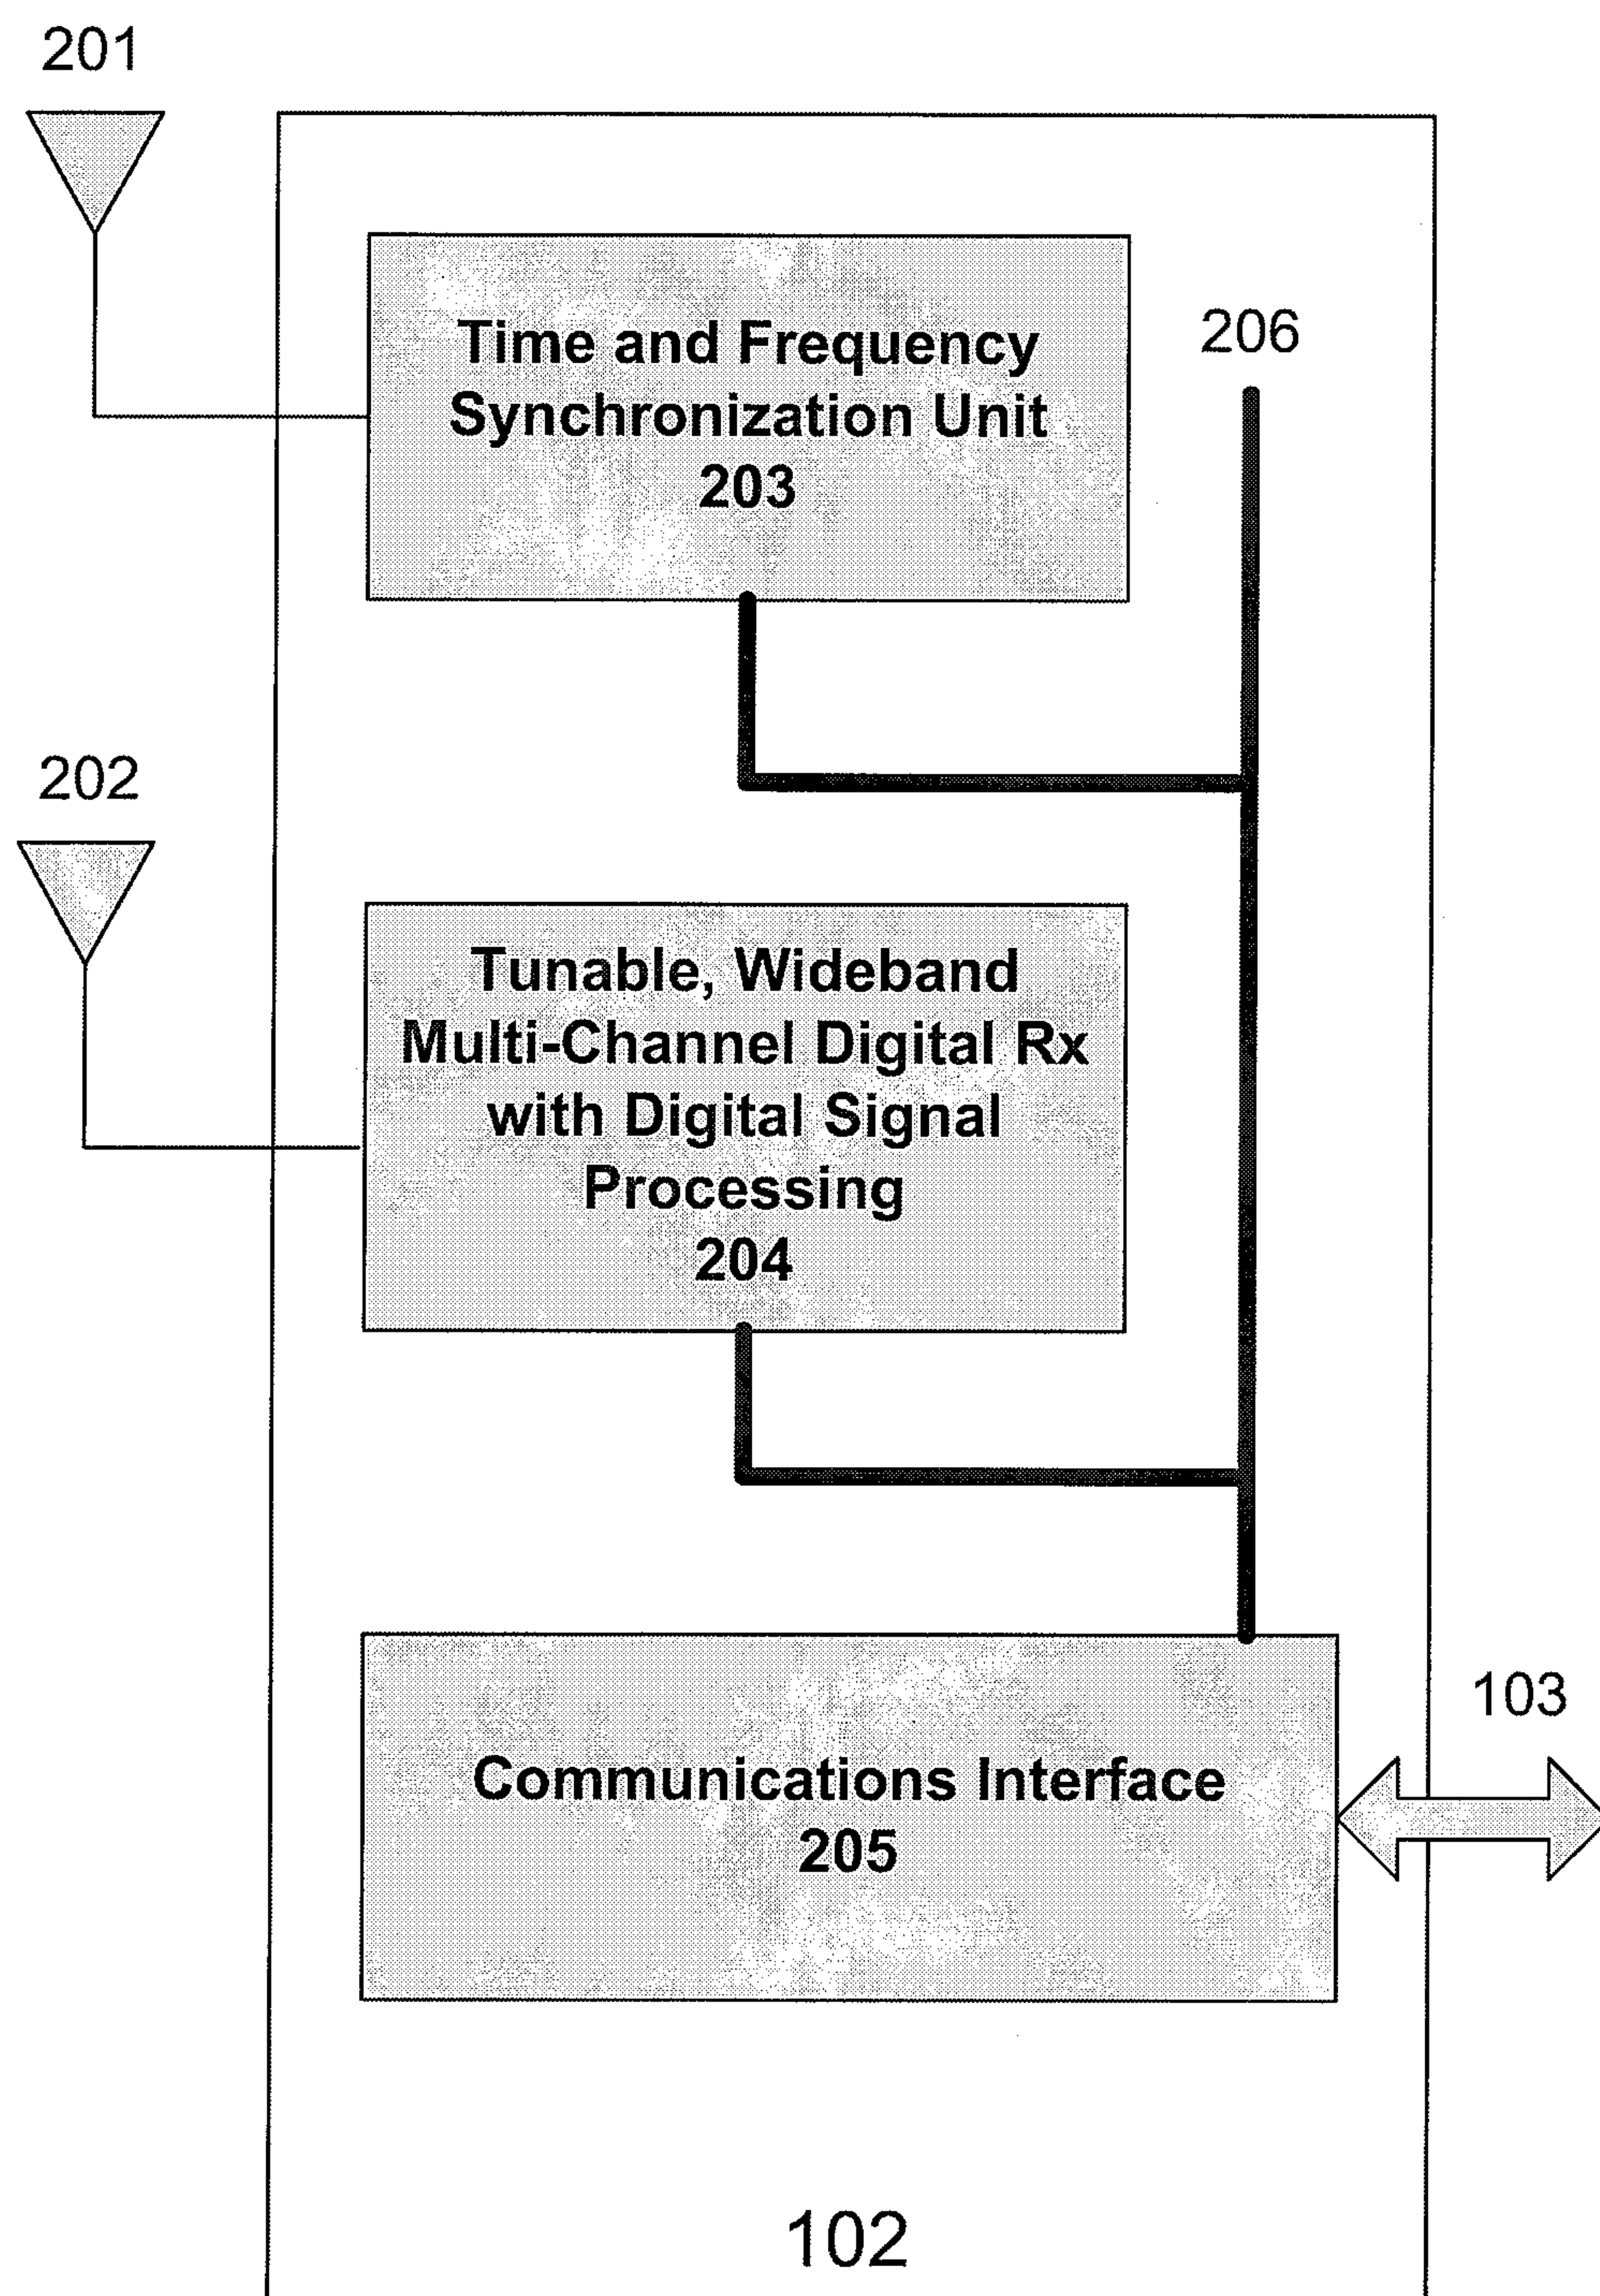 201
Time and Frequency
Synchronization Unit
203
206
202
Tunable, Wideband
Multi-Channel Digital Rx
with Digital Signal
Processing
204
103
Communications Interface
205
102